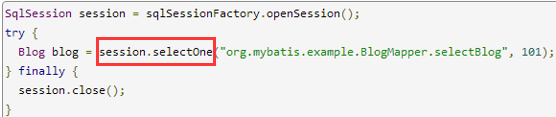 SqlSession session = sqlSessionFactory.openSession();
try {
  Blog blog = session.selectOne("org.mybatis.example.BlogMapper.selectBlog", 101);
} finally {
  session.close();
}